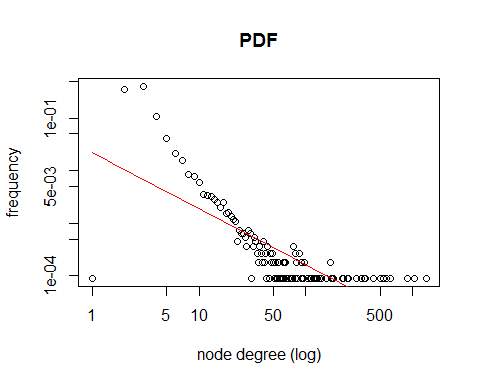 PDF
frequency
1e-01
5e-03
1e-04
1
5
10
50
500
node degree (log)